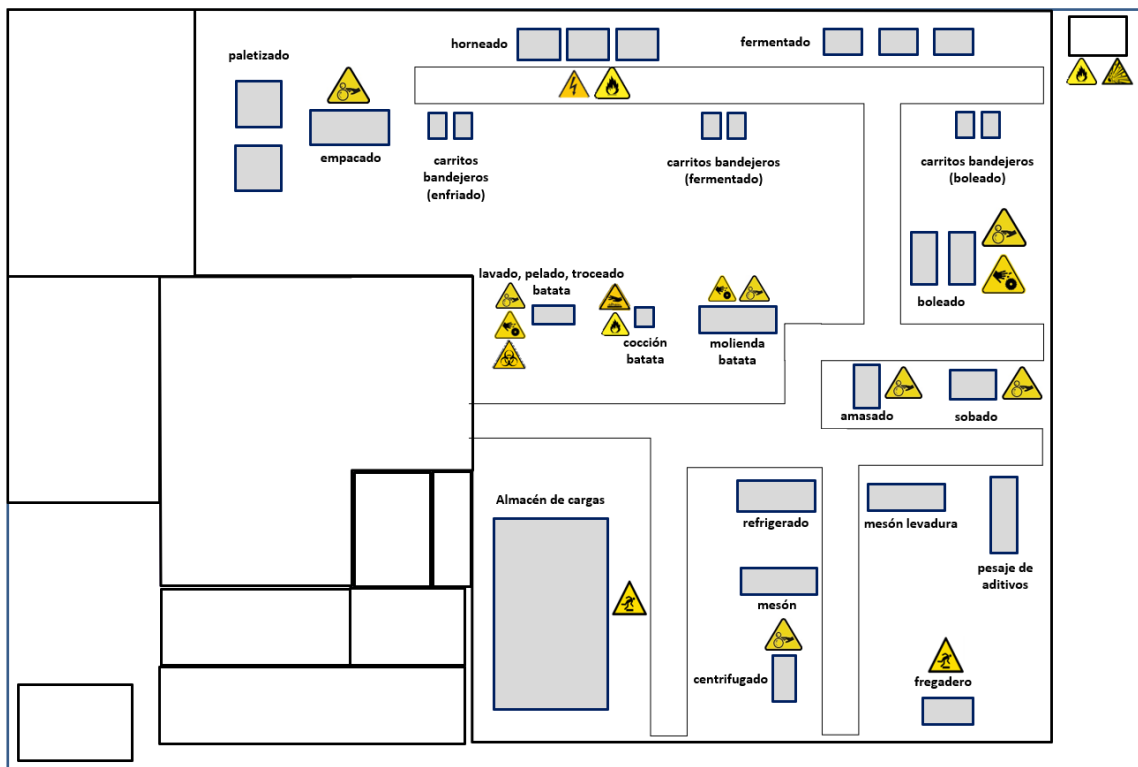 horneado
fermentado
paletizado
empacado
carritos
bandejeros
(enfriado)
carritos bandejeros
(fermentado)
carritos bandejeros
(boleado)
lavado, pelado, troceado
batata
boleado
cocción
batata
molienda
batata
amasado
sobado
Almacén de cargas
refrigerado
mesón levadura
pesaje de
aditivos
mesón
centrifugado
fregadero